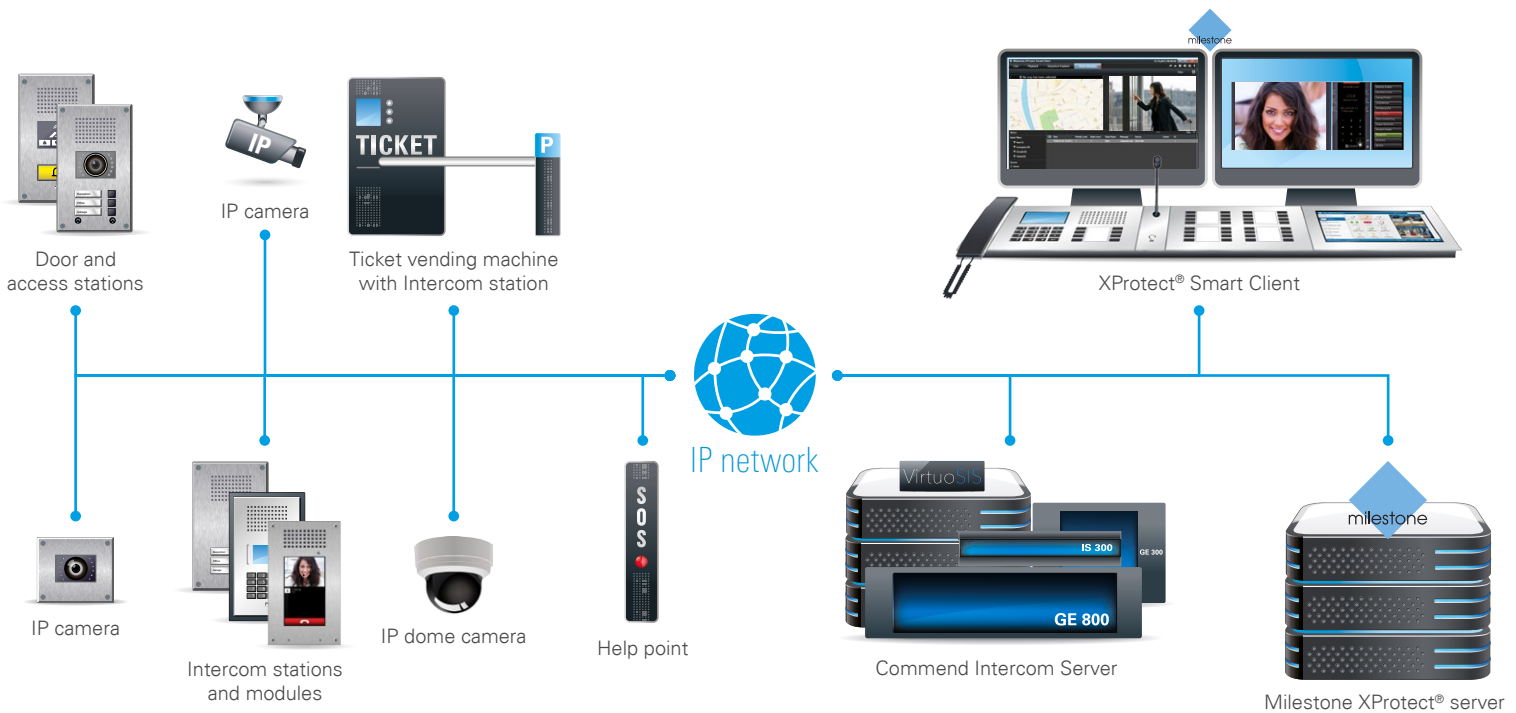 milestone
IP
TICKET
P
IP camera
Door and
access stations
Ticket vending machine
with Intercom station
XProtect® Smart Client
IP network
VirtuoSIS
SOS
IS 300
GE 300
GE 800
milestone
IP camera
Intercom stations
and modules
IP dome camera
Help point
Commend Intercom Server
Milestone XProtect® server